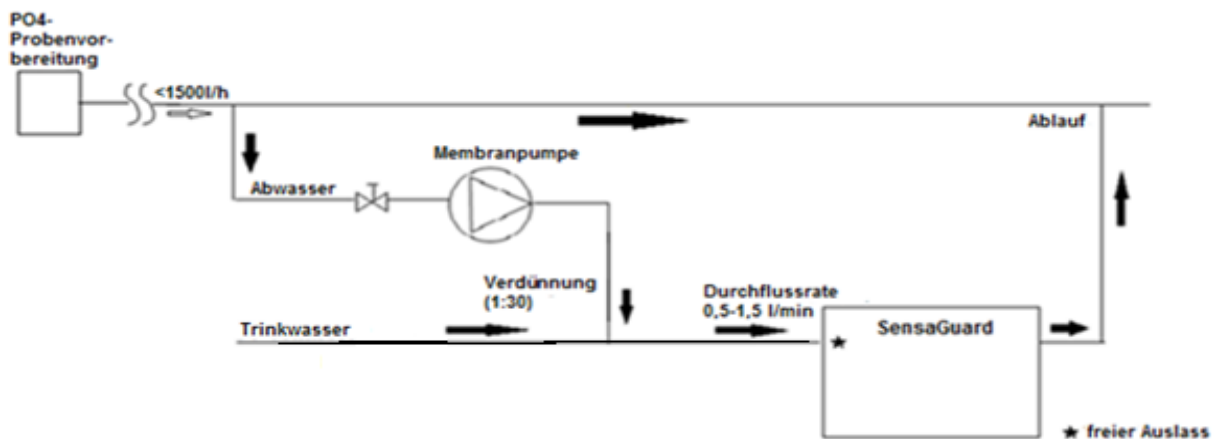 PO4-
Probenvor-
bereitung
<1500l/h
Ablauf
Membranpumpe
Abwasser
Verdünnung
(1:30)
Durchflussrate
0,5-1,5 l/min
Trinkwasser
SensaGuard
★ freier Auslass